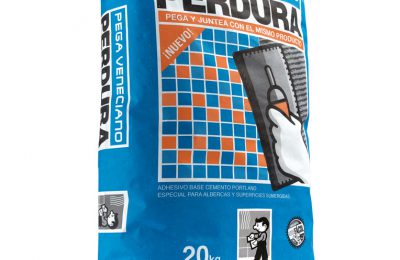 PERDURA
PEGA Y JUNTEA CON EL MISMO PRODUCTO
¡NUEVO!
PEGA VENECIANO
PERDURA
ADHESIVO BASE CEMENTO PORTLAND
ESPECIAL PARA ALBERCAS Y SUPERFICIES SUMERGIDAS
20kg